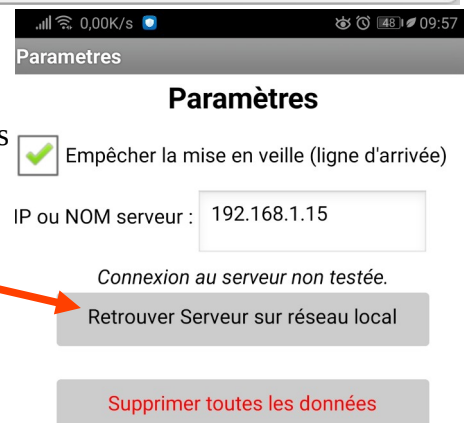 0,00K/s 48 09:57
Parametres
Paramètres
s
Empêcher la mise en veille (ligne d'arrivée)
IP ou NOM serveur : 192.168.1.15
Connexion au serveur non testée.
Retrouver Serveur sur réseau local
Supprimer toutes les données